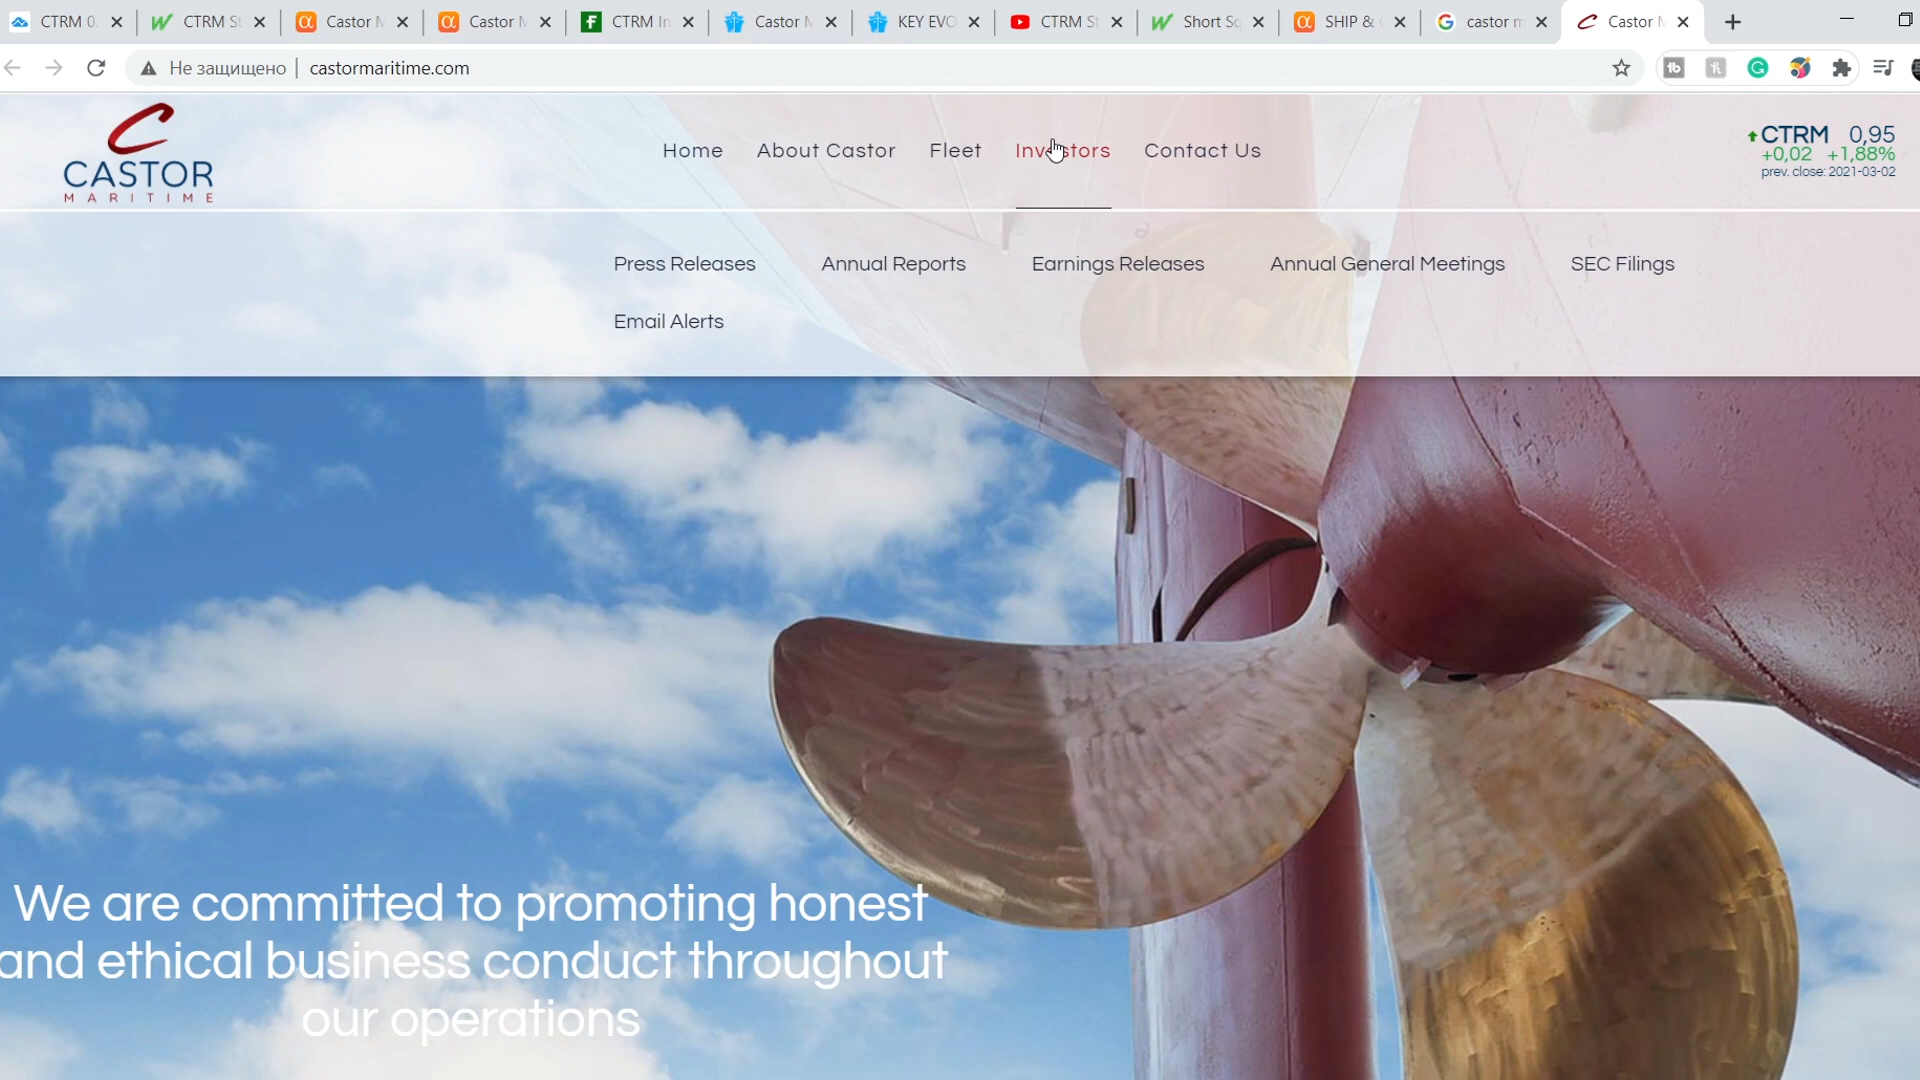 CTRM 0.
CTRM St
Castor M
Castor M
CTRM In
Castor M
KEY EVO
CTRM St
Short Sq
SHIP &
castor m
Castor M
Не защищено
castormaritime.com
CASTOR
MARITIME
Home
About Castor
Fleet
Investors
Contact Us
CTRM 0,95
+0,02 +1,88%
prev. close: 2021-03-02
Press Releases
Annual Reports
Earnings Releases
Annual General Meetings
SEC Filings
Email Alerts
We are committed to promoting honest
and ethical business conduct throughout
our operations